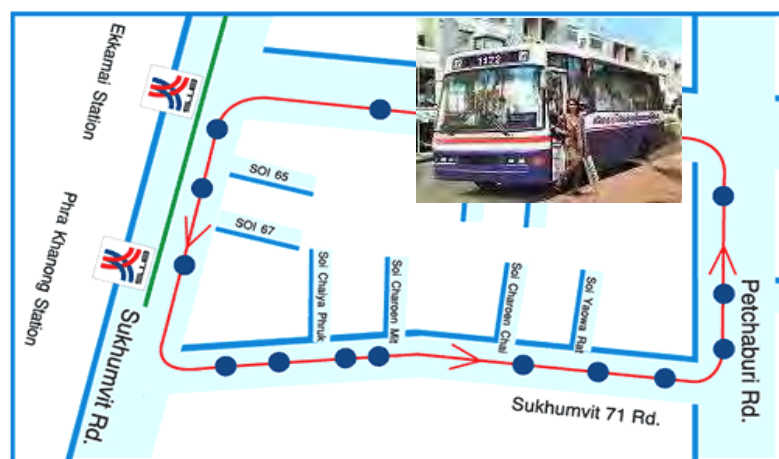 Ekkamai Station
BTS
1172
SOI 65
Phra Khanong Station
SOI 67
BTS
Soi Chaiya Phruk
Soi Charoen Mit
Soi Charoen Chai
Soi Yaowa Rat
Petchaburi Rd.
Sukhumvit Rd.
Sukhumvit 71 Rd.